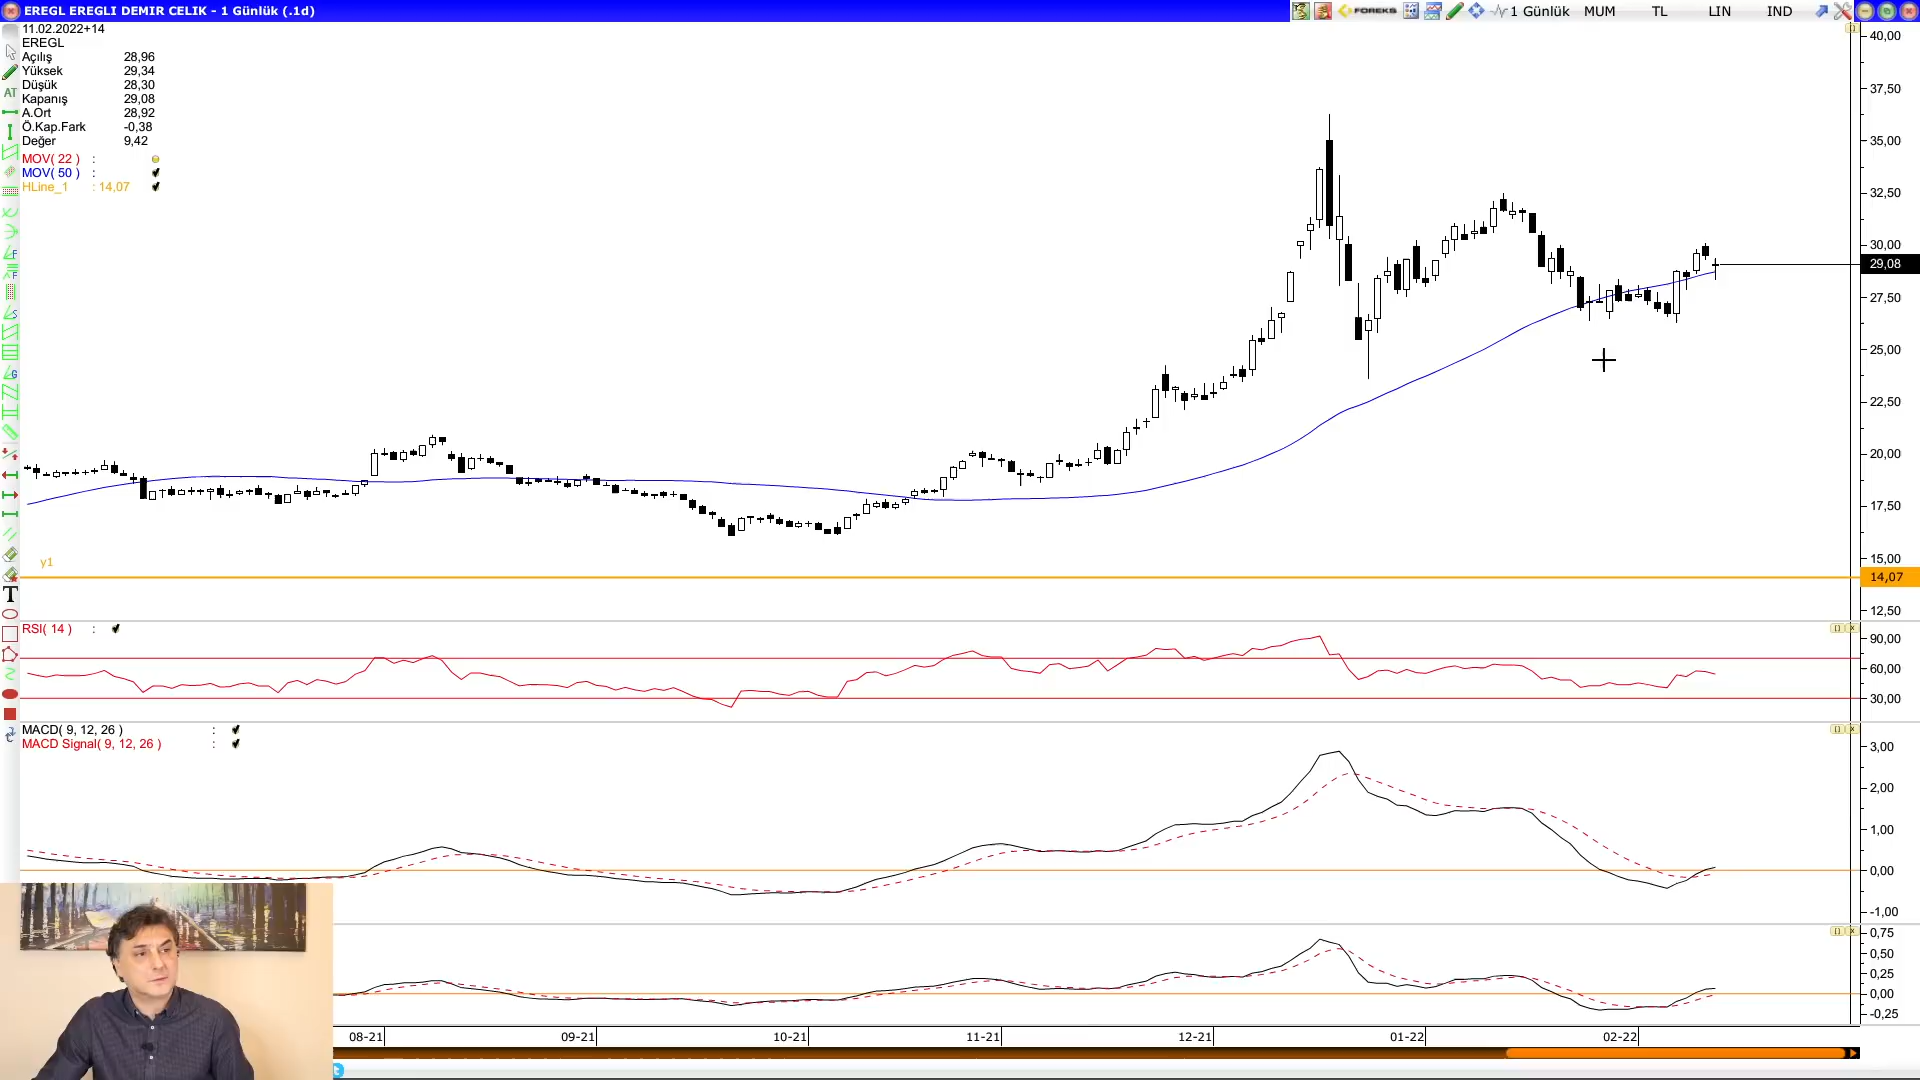 EREGL EREGLI DEMIR CELIK - 1 Günlük (.1d)
FOREKS
1 Günlük MUM TL LIN IND
11.02.2022+14
EREGL
Açılış 28,96
Yüksek 29,34
Düşük 28,30
Kapanış 29,08
A.Ort 28,92
Ö.Kap.Fark -0,38
Değer 9,42
MOV( 22 ) :
MOV( 50 ) :
HLine_1 : 14,07
AT
F
F
S
G
T
40,00
37,50
35,00
32,50
30,00
29,08
27,50
25,00
22,50
20,00
17,50
15,00
y1
14,07
12,50
RSI( 14 ) :
90,00
60,00
30,00
MACD( 9, 12, 26 ) :
MACD Signal( 9, 12, 26 ) :
3,00
2,00
1,00
0,00
-1,00
0,75
0,50
0,25
0,00
-0,25
08-21 09-21 10-21 11-21 12-21 01-22 02-22